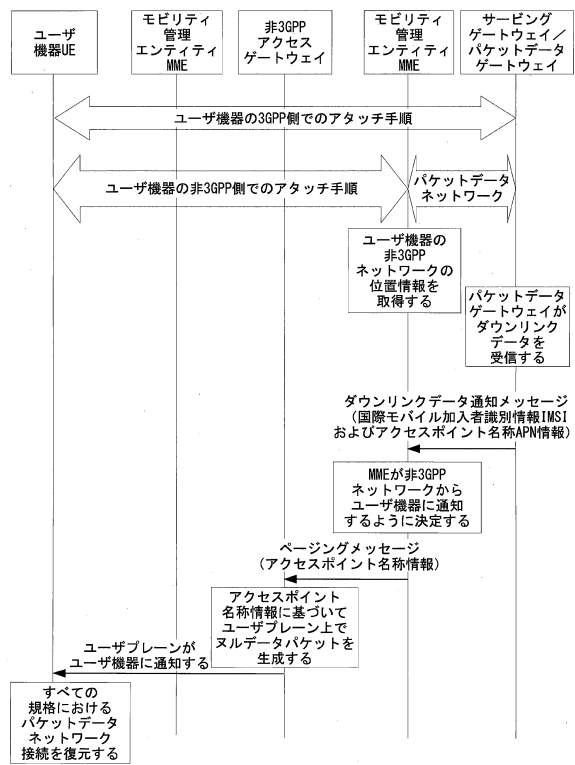 ユーザ
機器UE
モビリティ
管理
エンティティ
MME
非3GPP
アクセス
ゲートウェイ
モビリティ
管理
エンティティ
MME
サービング
ゲートウェイ／
パケットデータ
ゲートウェイ
ユーザ機器の3GPP側でのアタッチ手順
ユーザ機器の非3GPP側でのアタッチ手順
パケットデータ
ネットワーク
ユーザ機器の
非3GPP
ネットワークの
位置情報を
取得する
パケットデータ
ゲートウェイが
ダウンリンク
データを
受信する
ダウンリンクデータ通知メッセージ
(国際モバイル加入者識別情報IMSI
およびアクセスポイント名称APN情報)
MMEが非3GPP
ネットワークから
ユーザ機器に通知
するように決定する
ページングメッセージ
(アクセスポイント名称情報)
アクセスポイント
名称情報に基づいて
ユーザプレーン上で
ヌルデータパケットを
生成する
ユーザプレーンが
ユーザ機器に通知する
すべての
規格における
パケットデータ
ネットワーク
接続を復元する